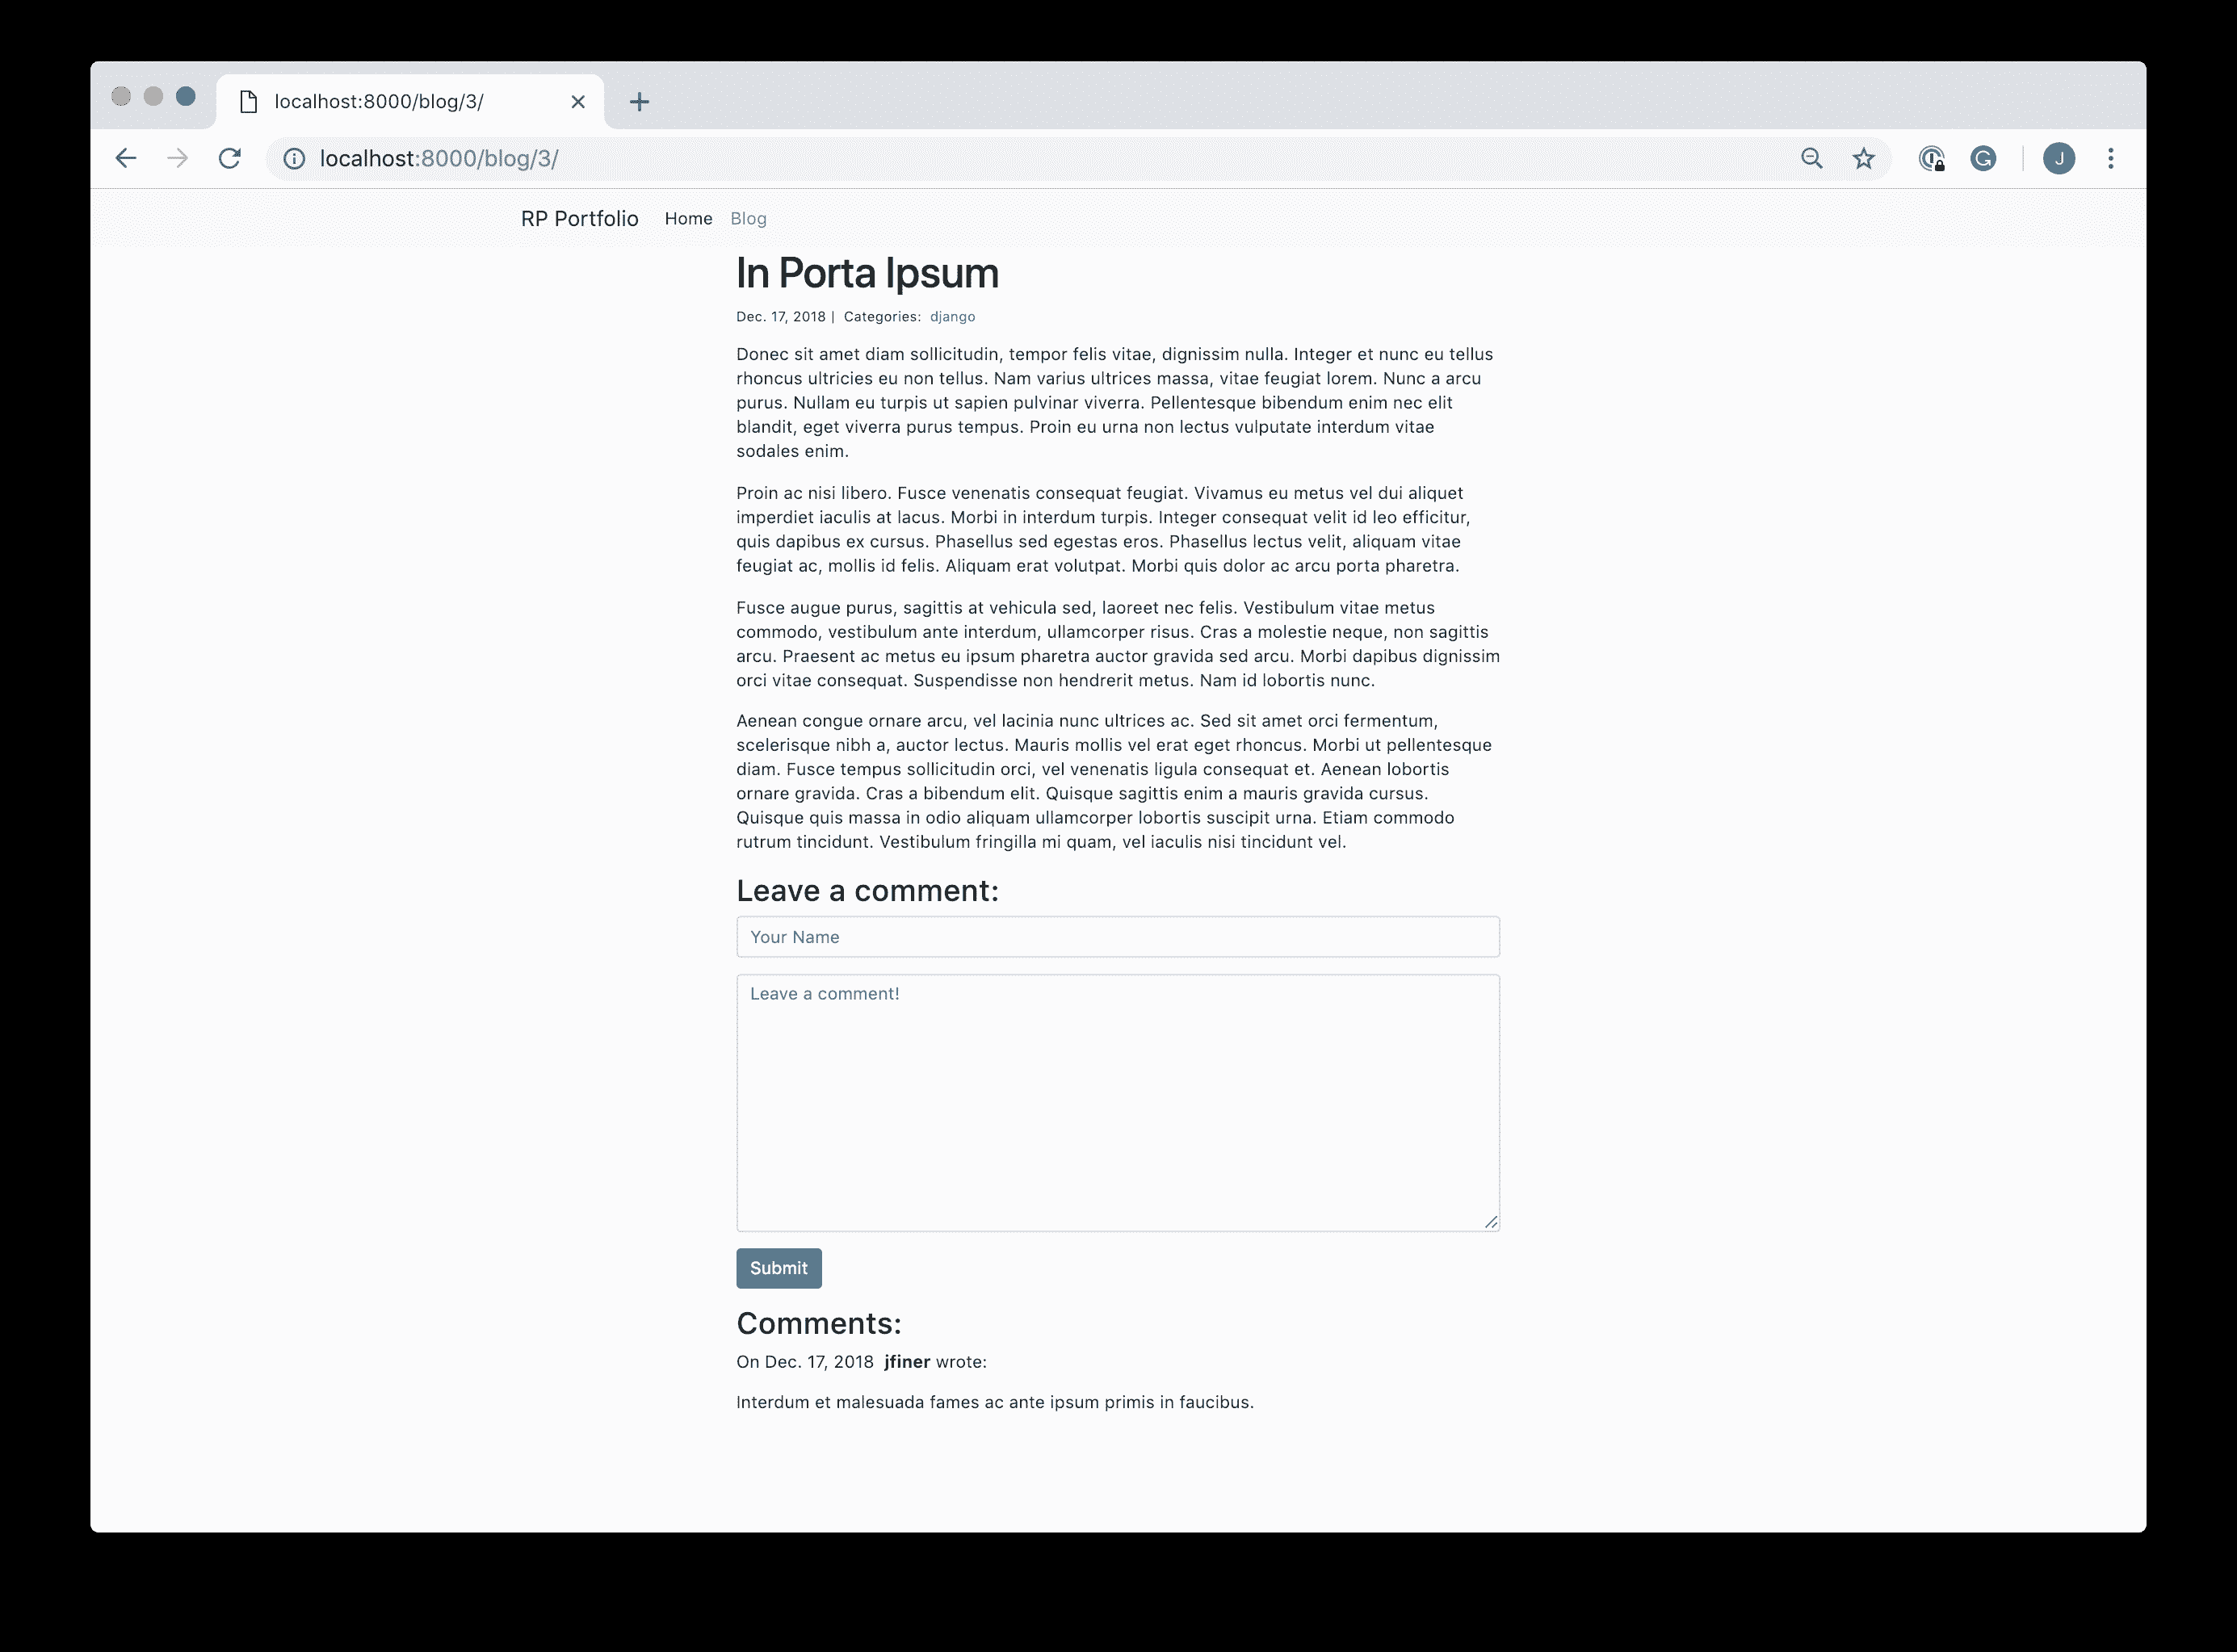 localhost:8000/blog/3/
localhost:8000/blog/3/
J
RP Portfolio Home Blog
In Porta Ipsum
Dec. 17, 2018 | Categories: django
Donec sit amet diam sollicitudin, tempor felis vitae, dignissim nulla. Integer et nunc eu tellus
rhoncus ultricies eu non tellus. Nam varius ultrices massa, vitae feugiat lorem. Nunc a arcu
purus. Nullam eu turpis ut sapien pulvinar viverra. Pellentesque bibendum enim nec elit
blandit, eget viverra purus tempus. Proin eu urna non lectus vulputate interdum vitae
sodales enim.
Proin ac nisi libero. Fusce venenatis consequat feugiat. Vivamus eu metus vel dui aliquet
imperdiet iaculis at lacus. Morbi in interdum turpis. Integer consequat velit id leo efficitur,
quis dapibus ex cursus. Phasellus sed egestas eros. Phasellus lectus velit, aliquam vitae
feugiat ac, mollis id felis. Aliquam erat volutpat. Morbi quis dolor ac arcu porta pharetra.
Fusce augue purus, sagittis at vehicula sed, laoreet nec felis. Vestibulum vitae metus
commodo, vestibulum ante interdum, ullamcorper risus. Cras a molestie neque, non sagittis
arcu. Praesent ac metus eu ipsum pharetra auctor gravida sed arcu. Morbi dapibus dignissim
orci vitae consequat. Suspendisse non hendrerit metus. Nam id lobortis nunc.
Aenean congue ornare arcu, vel lacinia nunc ultrices ac. Sed sit amet orci fermentum,
scelerisque nibh a, auctor lectus. Mauris mollis vel erat eget rhoncus. Morbi ut pellentesque
diam. Fusce tempus sollicitudin orci, vel venenatis ligula consequat et. Aenean lobortis
ornare gravida. Cras a bibendum elit. Quisque sagittis enim a mauris gravida cursus.
Quisque quis massa in odio aliquam ullamcorper lobortis suscipit urna. Etiam commodo
rutrum tincidunt. Vestibulum fringilla mi quam, vel iaculis nisi tincidunt vel.
Leave a comment:
Your Name
Leave a comment!
Submit
Comments:
On Dec. 17, 2018 jfiner wrote:
Interdum et malesuada fames ac ante ipsum primis in faucibus.